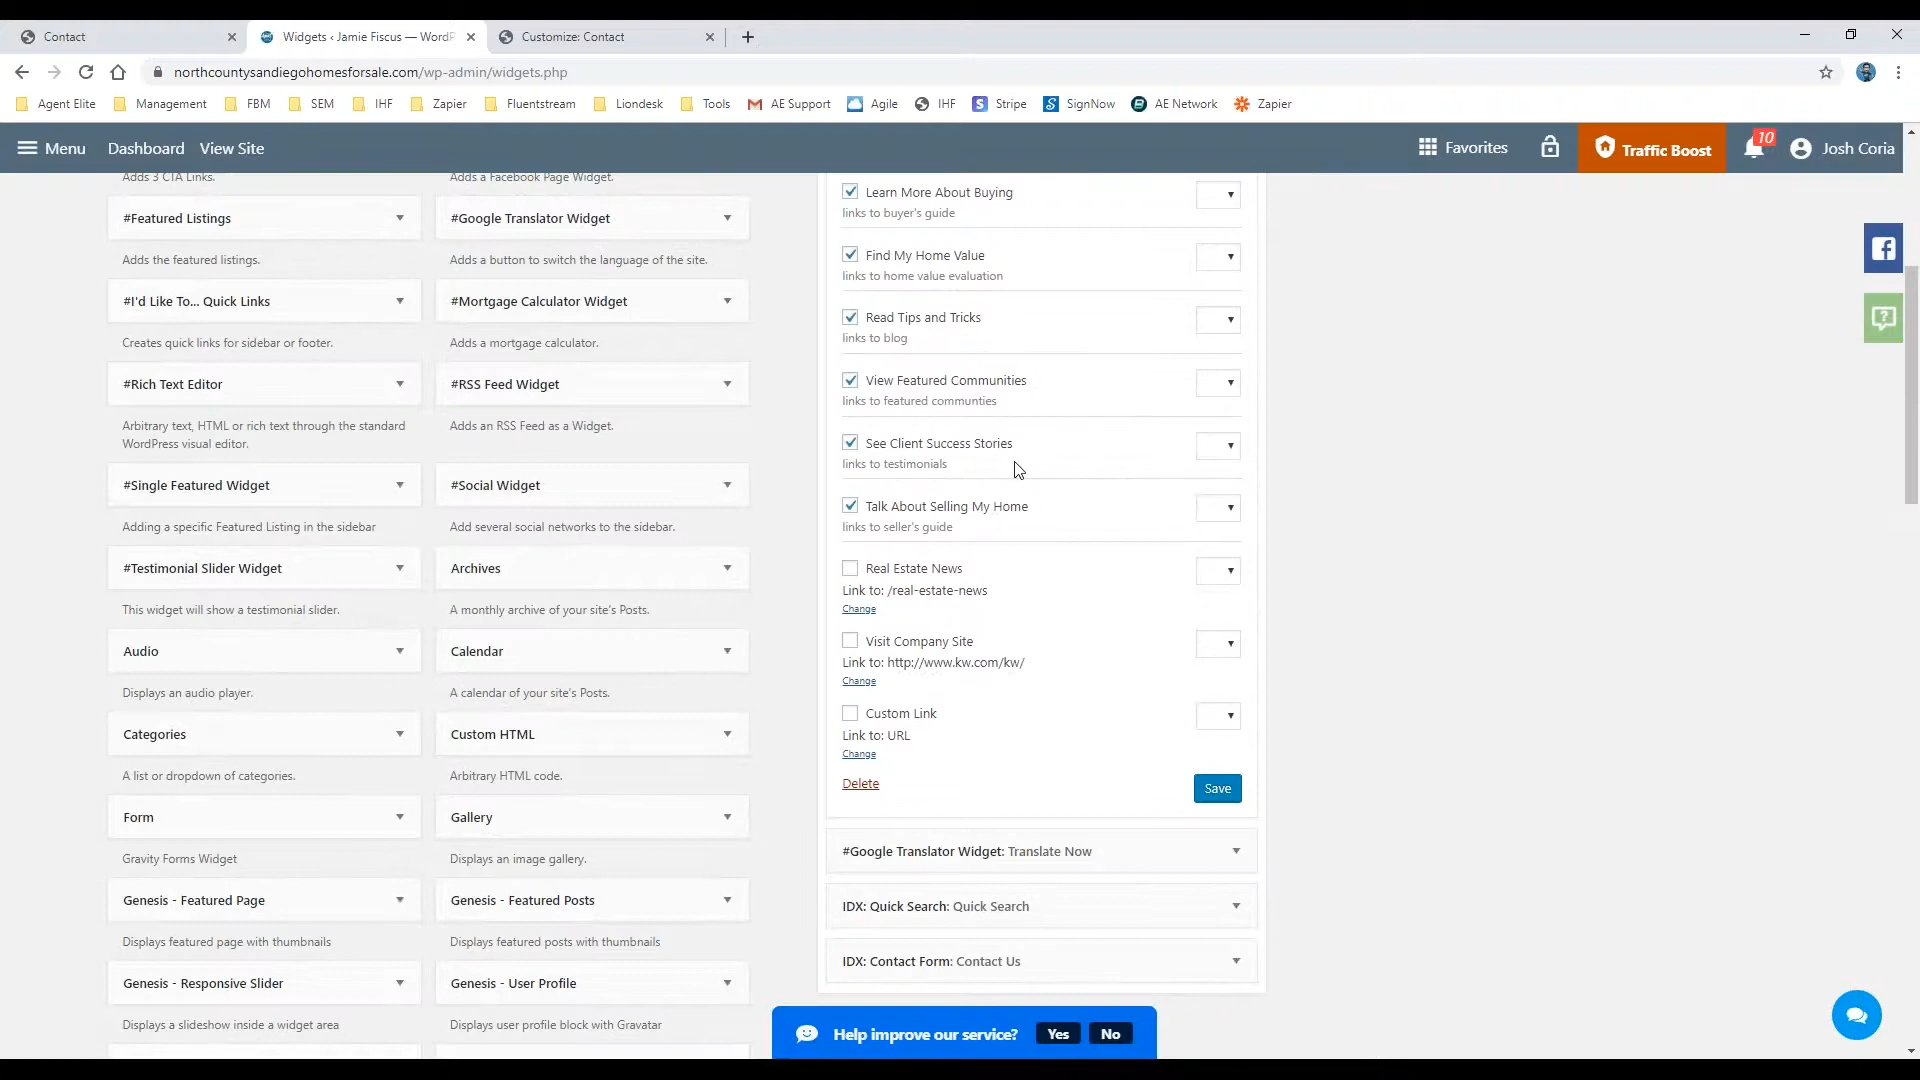 Contact
Widgets ‹ Jamie Fiscus — WordP
Customize: Contact
northcountysandiegohomesforsale.com/wp-admin/widgets.php
Agent Elite
Management
FBM
SEM
IHF
Zapier
Fluentstream
Liondesk
Tools
AE Support
Agile
IHF
Stripe
SignNow
AE Network
Zapier
Menu
Dashboard
View Site
Favorites
Traffic Boost
10
Josh Coria
Adds 3 CTA Links.
Adds a Facebook Page Widget.
#Featured Listings
#Google Translator Widget
Adds the featured listings.
Adds a button to switch the language of the site.
#I'd Like To... Quick Links
#Mortgage Calculator Widget
Creates quick links for sidebar or footer.
Adds a mortgage calculator.
#Rich Text Editor
#RSS Feed Widget
Arbitrary text, HTML or rich text through the standard
WordPress visual editor.
Adds an RSS Feed as a Widget.
#Single Featured Widget
#Social Widget
Adding a specific Featured Listing in the sidebar
Add several social networks to the sidebar.
#Testimonial Slider Widget
Archives
This widget will show a testimonial slider.
A monthly archive of your site's Posts.
Audio
Calendar
Displays an audio player.
A calendar of your site's Posts.
Categories
Custom HTML
A list or dropdown of categories.
Arbitrary HTML code.
Form
Gallery
Gravity Forms Widget
Displays an image gallery.
Genesis - Featured Page
Genesis - Featured Posts
Displays featured page with thumbnails
Displays featured posts with thumbnails
Genesis - Responsive Slider
Genesis - User Profile
Displays a slideshow inside a widget area
Displays user profile block with Gravatar
Learn More About Buying
links to buyer's guide
Find My Home Value
links to home value evaluation
Read Tips and Tricks
links to blog
View Featured Communities
links to featured communties
See Client Success Stories
links to testimonials
Talk About Selling My Home
links to seller's guide
Real Estate News
Link to: /real-estate-news
Change
Visit Company Site
Link to: http://www.kw.com/kw/
Change
Custom Link
Link to: URL
Change
Delete
Save
#Google Translator Widget: Translate Now
IDX: Quick Search: Quick Search
IDX: Contact Form: Contact Us
Help improve our service?
Yes
No